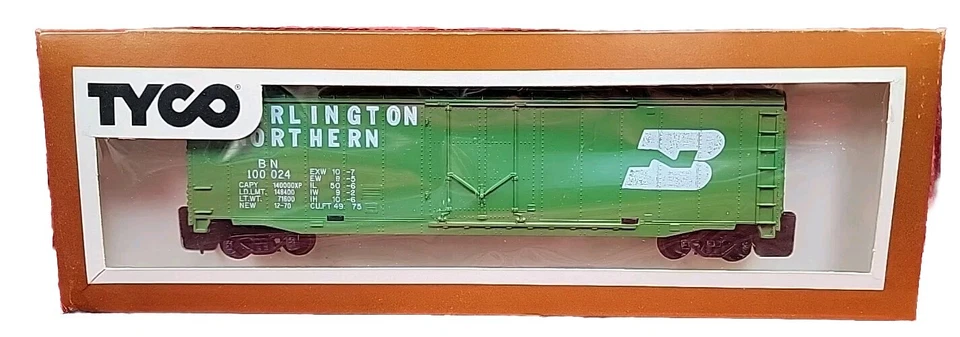 TYCO®
RLINGTON
ORTHERN
BN
100 024
CAPY 140000XP
LD.LMT. 148400
LT.WT. 71600
NEW 12-70
EXW 10-7
EW 9-5
IL 50-6
IW 9-2
IH 10-6
CU.FT 4975